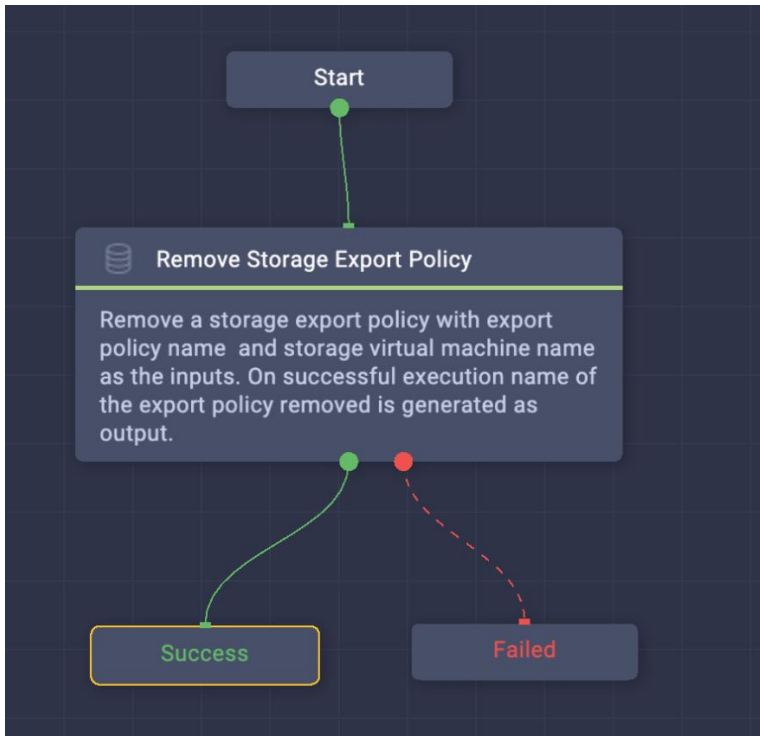 Start
Remove Storage Export Policy
Remove a storage export policy with export
policy name  and storage virtual machine name
as the inputs. On successful execution name of
the export policy removed is generated as
output.
Success
Failed